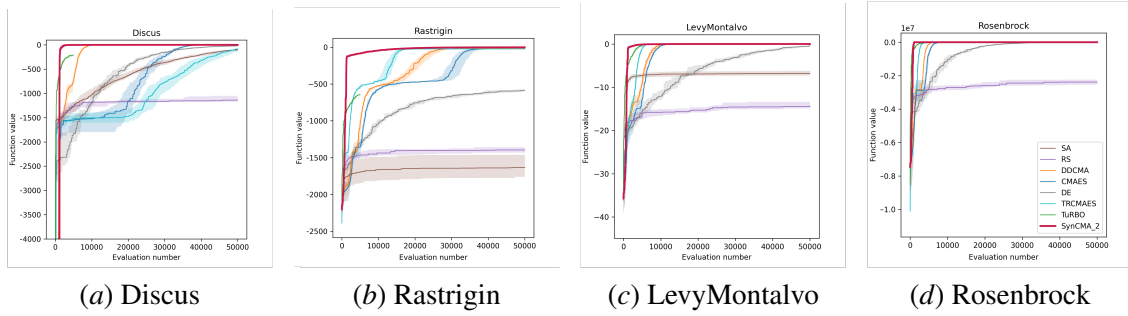 Discus
0
−500
−1000
−1500
−2000
−2500
−3000
−3500
−4000
Function value
0 10000 20000 30000 40000 50000
Evaluation number
(a) Discus
Rastrigin
0
−500
−1000
−1500
−2000
−2500
Function value
0 10000 20000 30000 40000 50000
Evaluation number
(b) Rastrigin
LevyMontalvo
0
−10
−20
−30
−40
Function value
0 10000 20000 30000 40000 50000
Evaluation number
(c) LevyMontalvo
1e7
Rosenbrock
0.0
−0.2
−0.4
−0.6
−0.8
−1.0
Function value
SA
RS
DDCMA
CMAES
DE
TRCMAES
TuRBO
SynCMA_2
0 10000 20000 30000 40000 50000
Evaluation number
(d) Rosenbrock